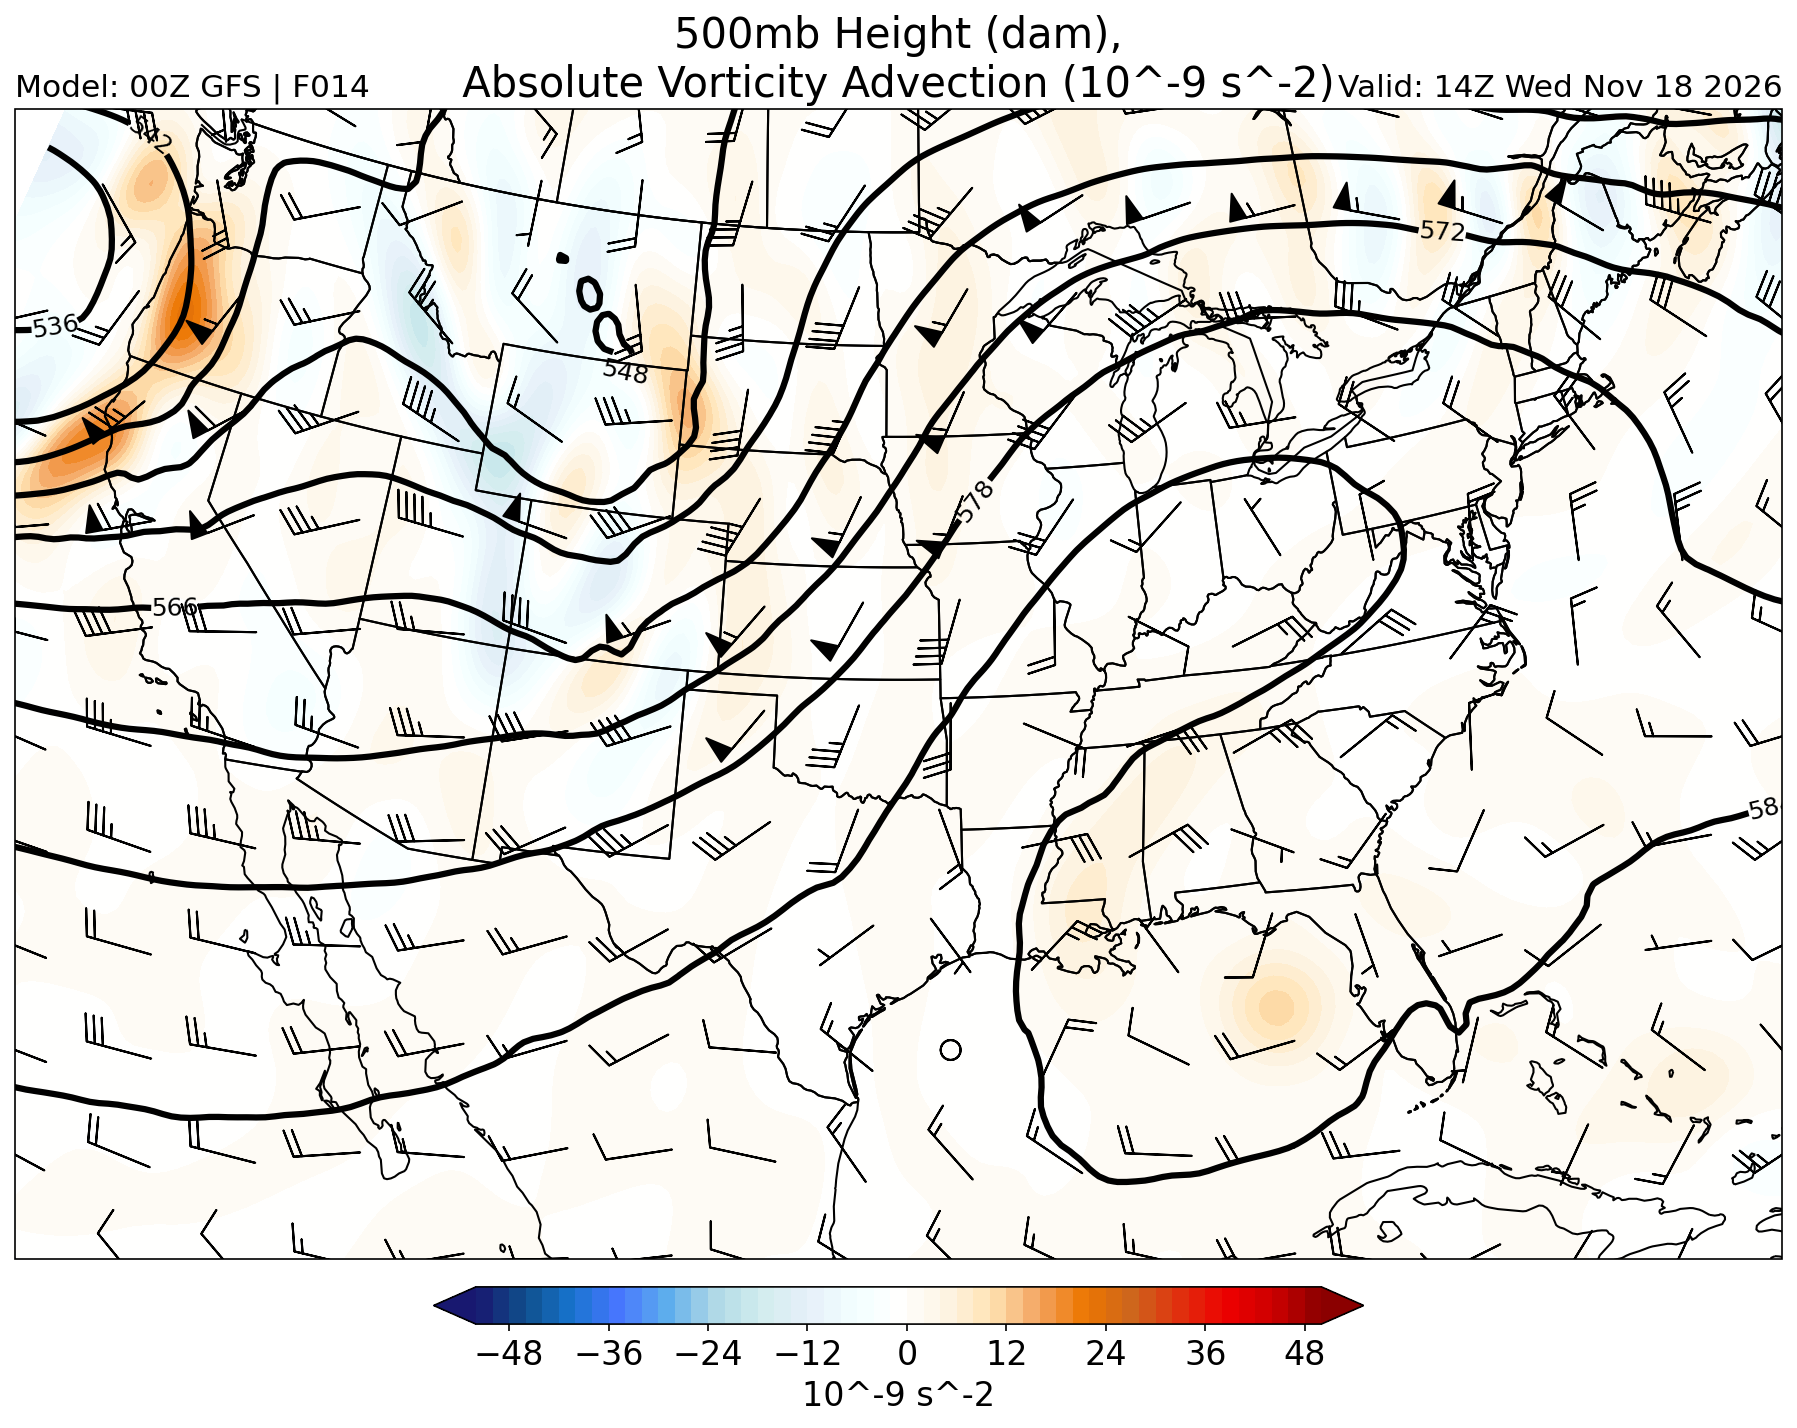 500mb Height (dam),
Absolute Vorticity Advection (10^-9 s^-2)
Model: 00Z GFS | F014
Valid: 14Z Wed Nov 18 2026
536
548
572
578
566
58
−48 −36 −24 −12 0 12 24 36 48
10^-9 s^-2